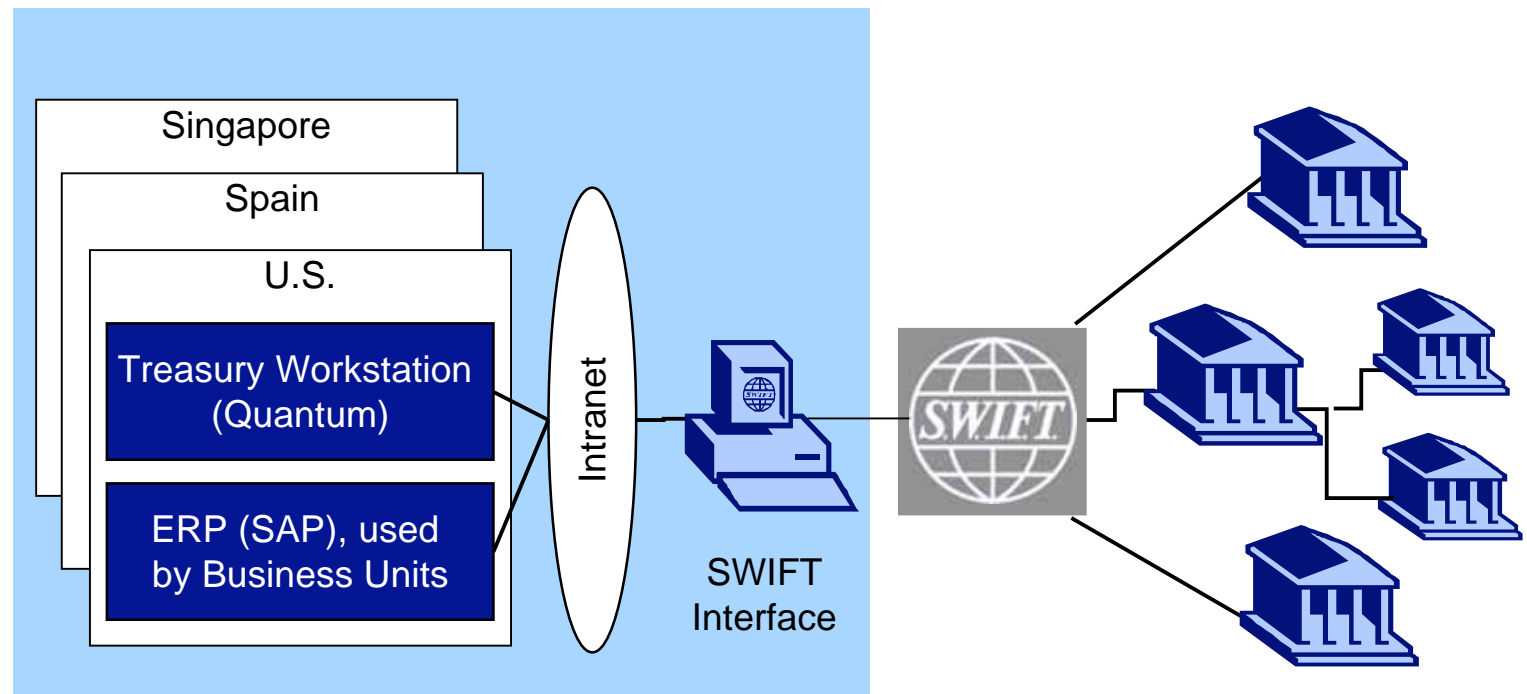 Singapore
Spain
U.S.
Treasury Workstation
(Quantum)
ERP (SAP), used
by Business Units
Intranet
SWIFT
Interface
S.W.I.F.T.